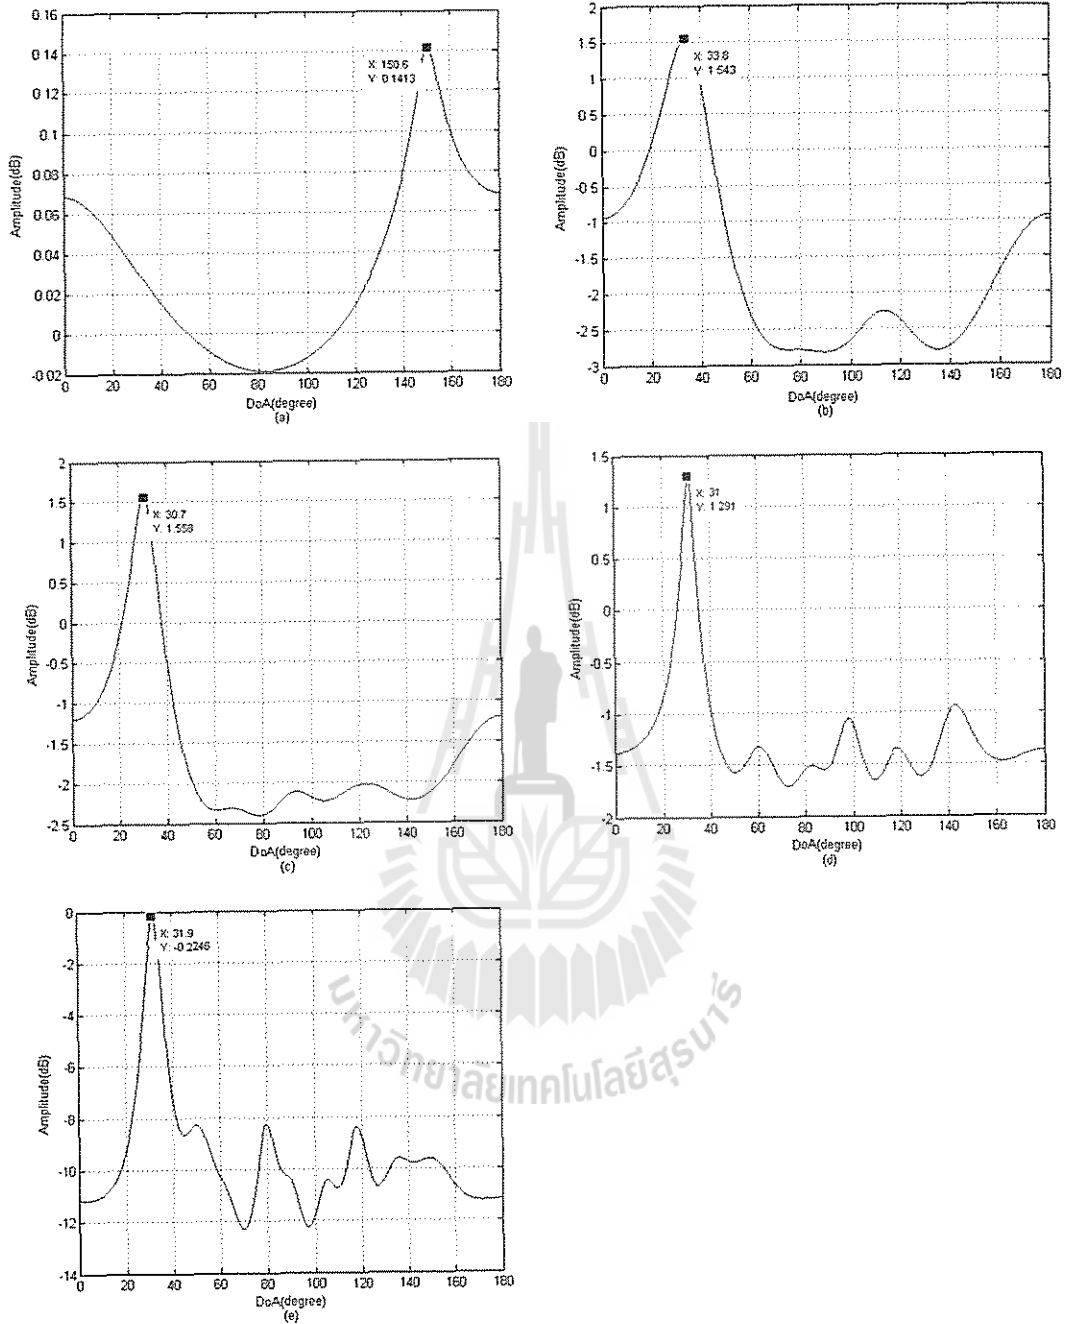 0.16
0.14
0.12
0.1
0.08
0.06
0.04
0.02
0
-0.02
Amplitude(dB)
X: 150.6
Y: 0.1413
0 20 40 60 80 100 120 140 160 180
DoA(degree)
(a)
2
1.5
1
0.5
0
-0.5
-1
-1.5
-2
-2.5
-3
Amplitude(dB)
X: 33.8
Y: 1.543
0 20 40 60 80 100 120 140 160 180
DoA(degree)
(b)
2
1.5
1
0.5
0
-0.5
-1
-1.5
-2
-2.5
Amplitude(dB)
X: 30.7
Y: 1.558
0 20 40 60 80 100 120 140 160 180
DoA(degree)
(c)
1.5
1
0.5
0
-0.5
-1
-1.5
-2
Amplitude(dB)
X: 31
Y: 1.291
0 20 40 60 80 100 120 140 160 180
DoA(degree)
(d)
0
-2
-4
-6
-8
-10
-12
-14
Amplitude(dB)
X: 31.9
Y: -0.2246
0 20 40 60 80 100 120 140 160 180
DoA(degree)
(e)
มหาวิทยาลัยเทคโนโลยีสุรนารี